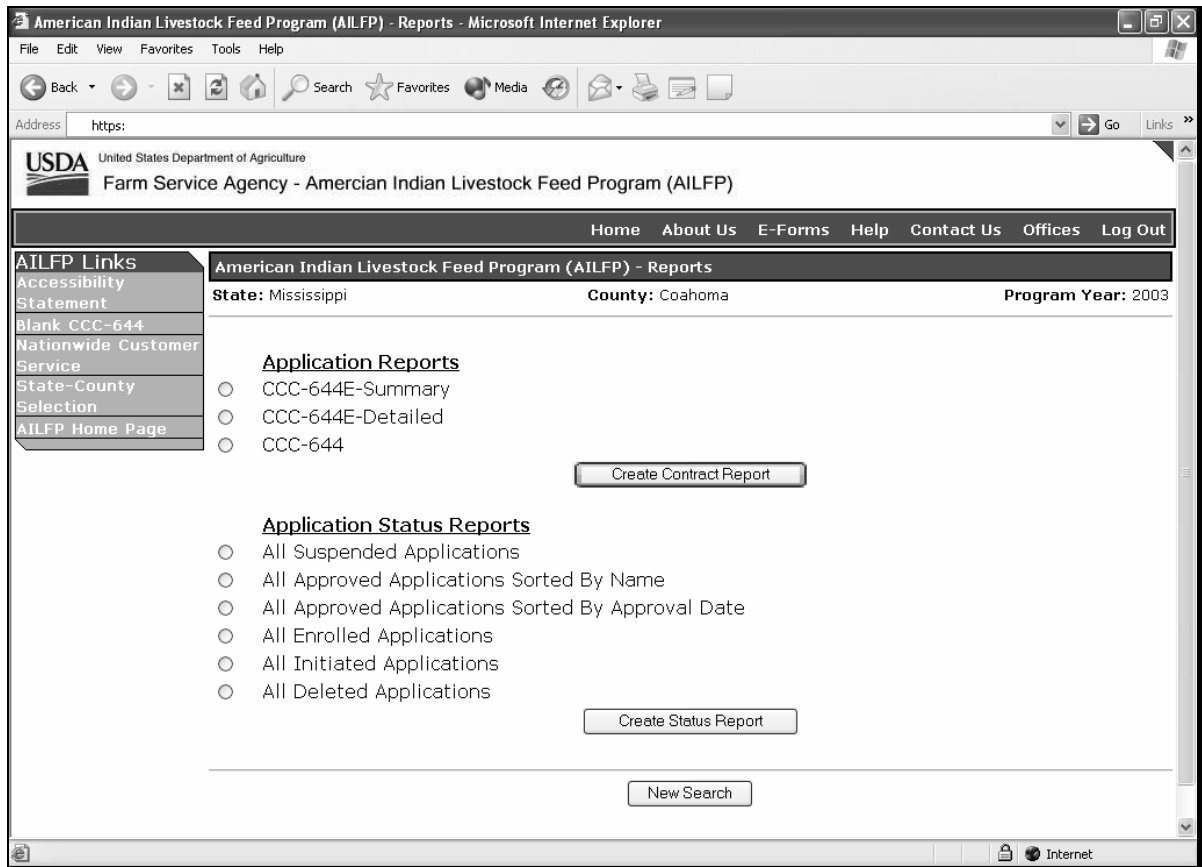 American Indian Livestock Feed Program (AILFP) - Reports - Microsoft Internet Explorer
File Edit View Favorites Tools Help
Back Search Favorites Media
Address https: Go Links »
USDA United States Department of Agriculture
Farm Service Agency - Amercian Indian Livestock Feed Program (AILFP)
Home About Us E-Forms Help Contact Us Offices Log Out
AILFP Links
Accessibility
Statement
Blank CCC-644
Nationwide Customer
Service
State-County
Selection
AILFP Home Page
American Indian Livestock Feed Program (AILFP) - Reports
State: Mississippi County: Coahoma Program Year: 2003
Application Reports
CCC-644E-Summary
CCC-644E-Detailed
CCC-644
Create Contract Report
Application Status Reports
All Suspended Applications
All Approved Applications Sorted By Name
All Approved Applications Sorted By Approval Date
All Enrolled Applications
All Initiated Applications
All Deleted Applications
Create Status Report
New Search
Internet